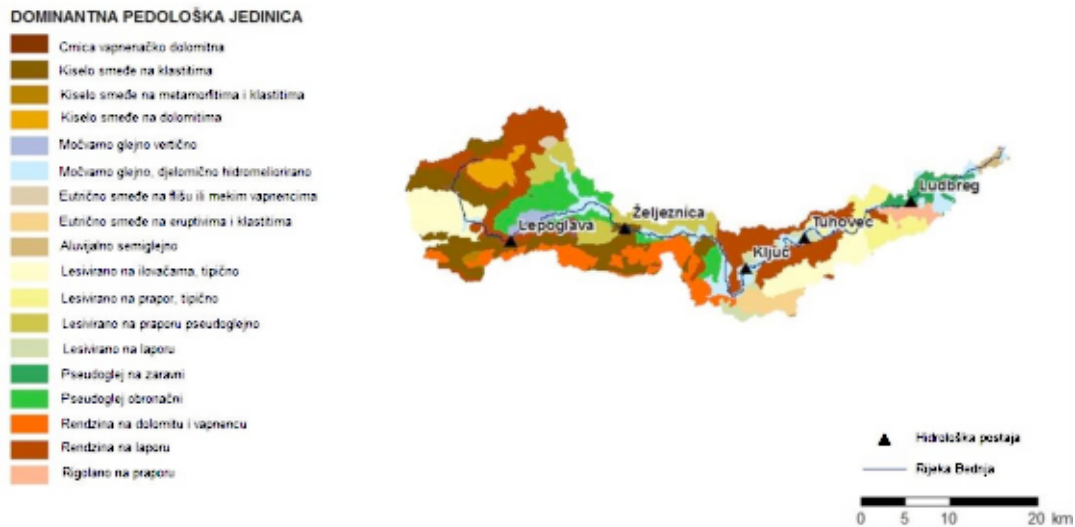 DOMINANTNA PEDOLOŠKA JEDINICA
Crnica vapnenačko dolomitna
Kiselo smeđe na klastitima
Kiselo smeđe na metamorfitima i klastitima
Kiselo smeđe na dolomitima
Močvarno glejno vertično
Močvarno glejno, djelomično hidromeliorirano
Eutrično smeđe na flišu ili mekim vapnencima
Eutrično smeđe na eruptivima i klastitima
Aluvijalno semiglejno
Lesivirano na ilovačama, tipično
Lesivirano na prapor, tipično
Lesivirano na praporu pseudoglejno
Lesivirano na laporu
Pseudoglej na zaravni
Pseudoglej obronačni
Rendzina na dolomitu i vapnencu
Rendzina na laporu
Rigolano na praporu
Ludbreg
Željeznica
Tuhovec
Lepoglava
Ključ
Hidrološka postaja
Rijeka Bednja
0 5 10 20 km